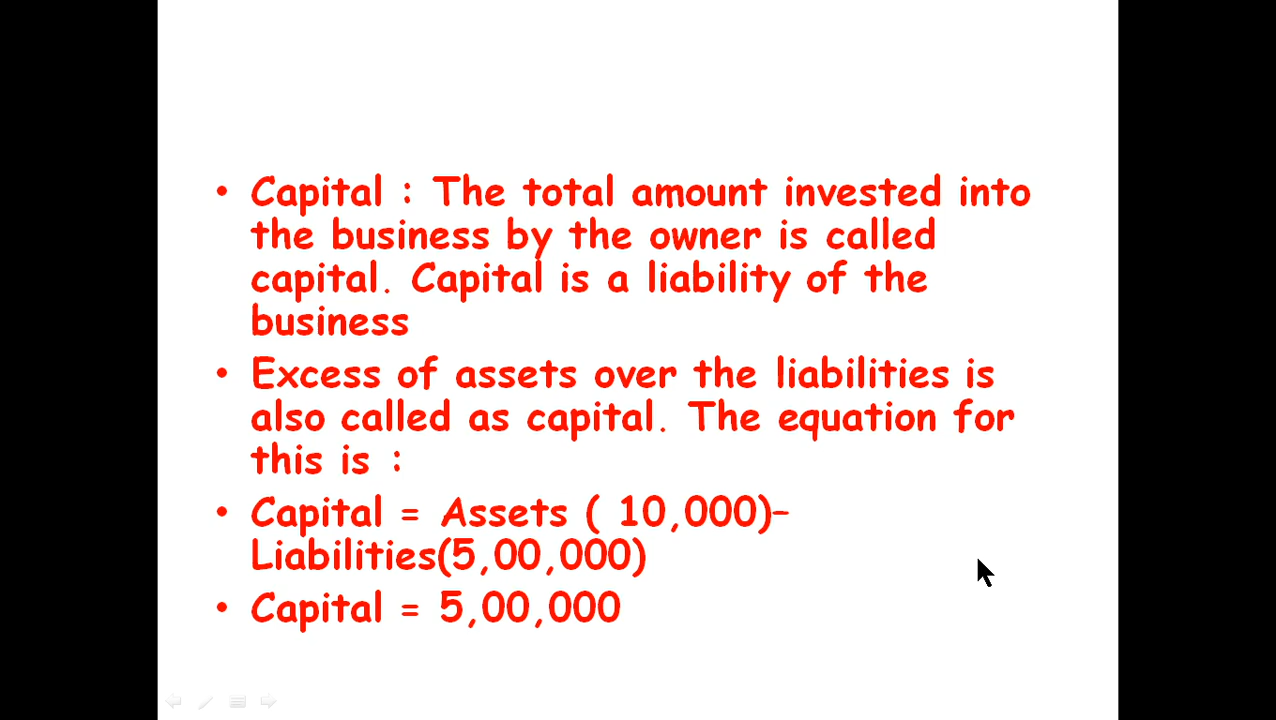 • Capital : The total amount invested into
the business by the owner is called
capital. Capital is a liability of the
business
• Excess of assets over the liabilities is
also called as capital. The equation for
this is :
• Capital = Assets ( 10,000)–
Liabilities(5,00,000)
• Capital = 5,00,000